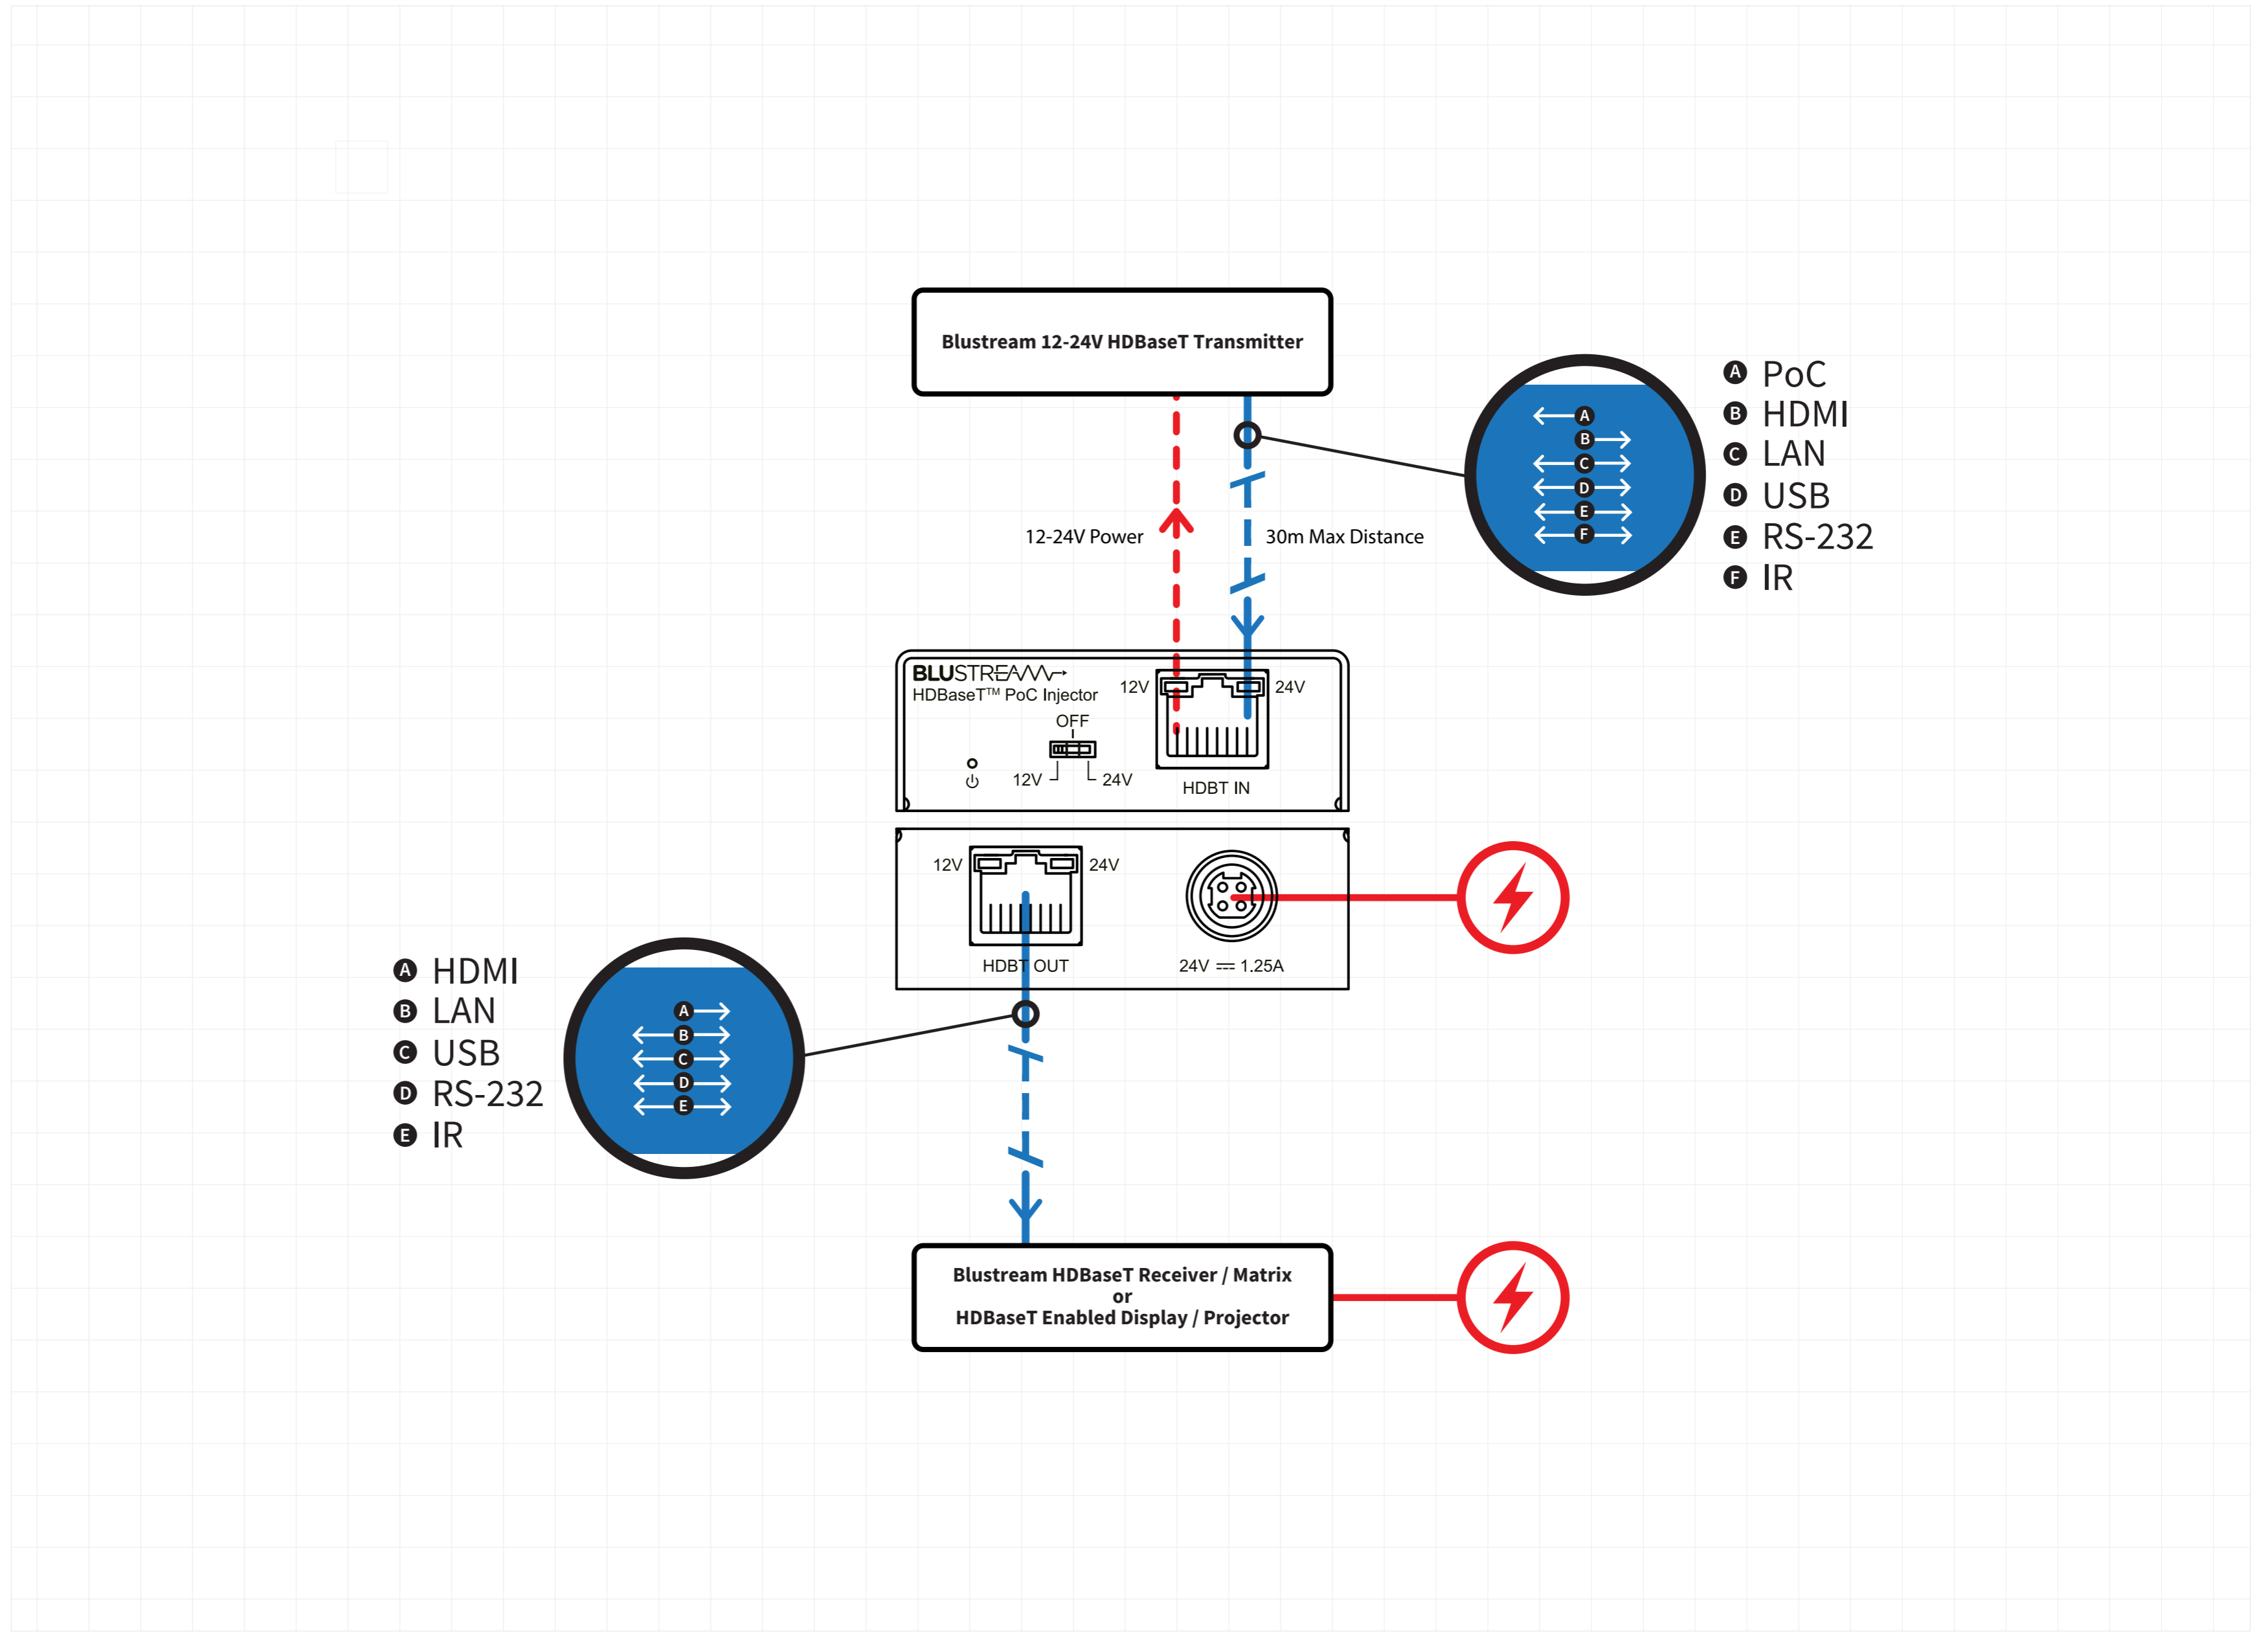 Blustream 12-24V HDBaseT Transmitter
A PoC
B HDMI
C LAN
D USB
E RS-232
F IR
A
B
C
D
E
F
12-24V Power
30m Max Distance
BLUSTREAM
HDBaseT™ PoC Injector
12V
24V
OFF
12V
24V
HDBT IN
12V
24V
HDBT OUT
24V ⎓ 1.25A
A HDMI
B LAN
C USB
D RS-232
E IR
A
B
C
D
E
Blustream HDBaseT Receiver / Matrix
or
HDBaseT Enabled Display / Projector